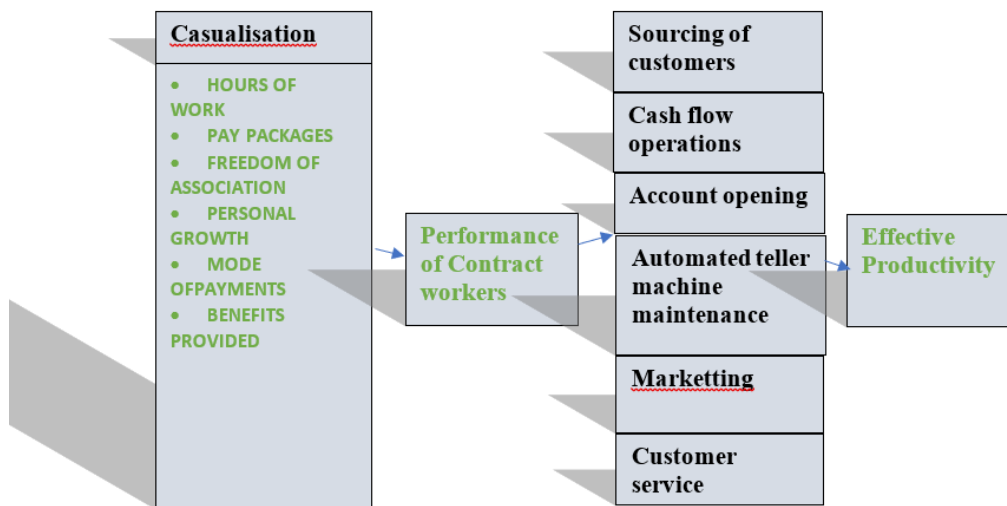 Casualisation
• HOURS OF
WORK
• PAY PACKAGES
• FREEDOM OF
ASSOCIATION
• PERSONAL
GROWTH
• MODE
OFPAYMENTS
• BENEFITS
PROVIDED
Performance
of Contract
workers
Sourcing of
customers
Cash flow
operations
Account opening
Automated teller
machine
maintenance
Marketting
Customer
service
Effective
Productivity